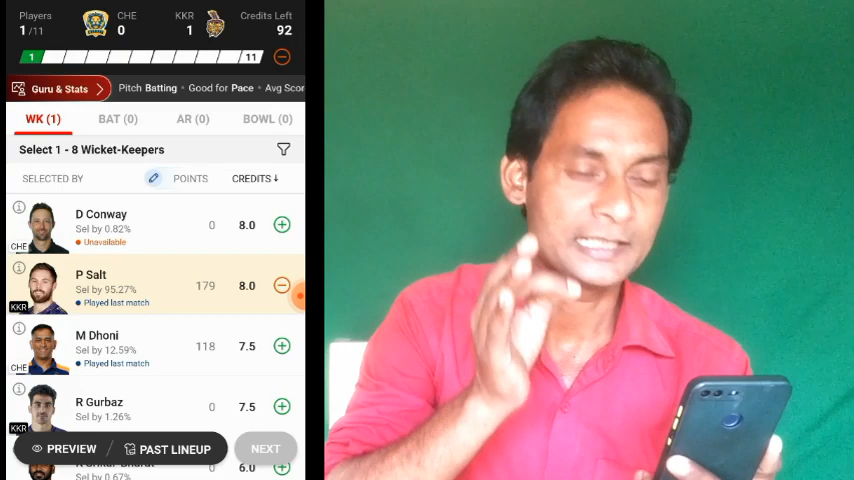 Players CHE KKR Credits Left
1/11 0 1 92
1 11
Guru & Stats Pitch Batting • Good for Pace • Avg Scor
WK (1) BAT (0) AR (0) BOWL (0)
Select 1 - 8 Wicket-Keepers
SELECTED BY POINTS CREDITS↓
D Conway
Sel by 0.82% 0 8.0
Unavailable
CHE
P Salt
Sel by 95.27% 179 8.0
Played last match
KKR
M Dhoni
Sel by 12.59% 118 7.5
Played last match
CHE
R Gurbaz
Sel by 1.26% 0 7.5
KKR
PREVIEW / PAST LINEUP NEXT
6.0
Sel by 0.67%